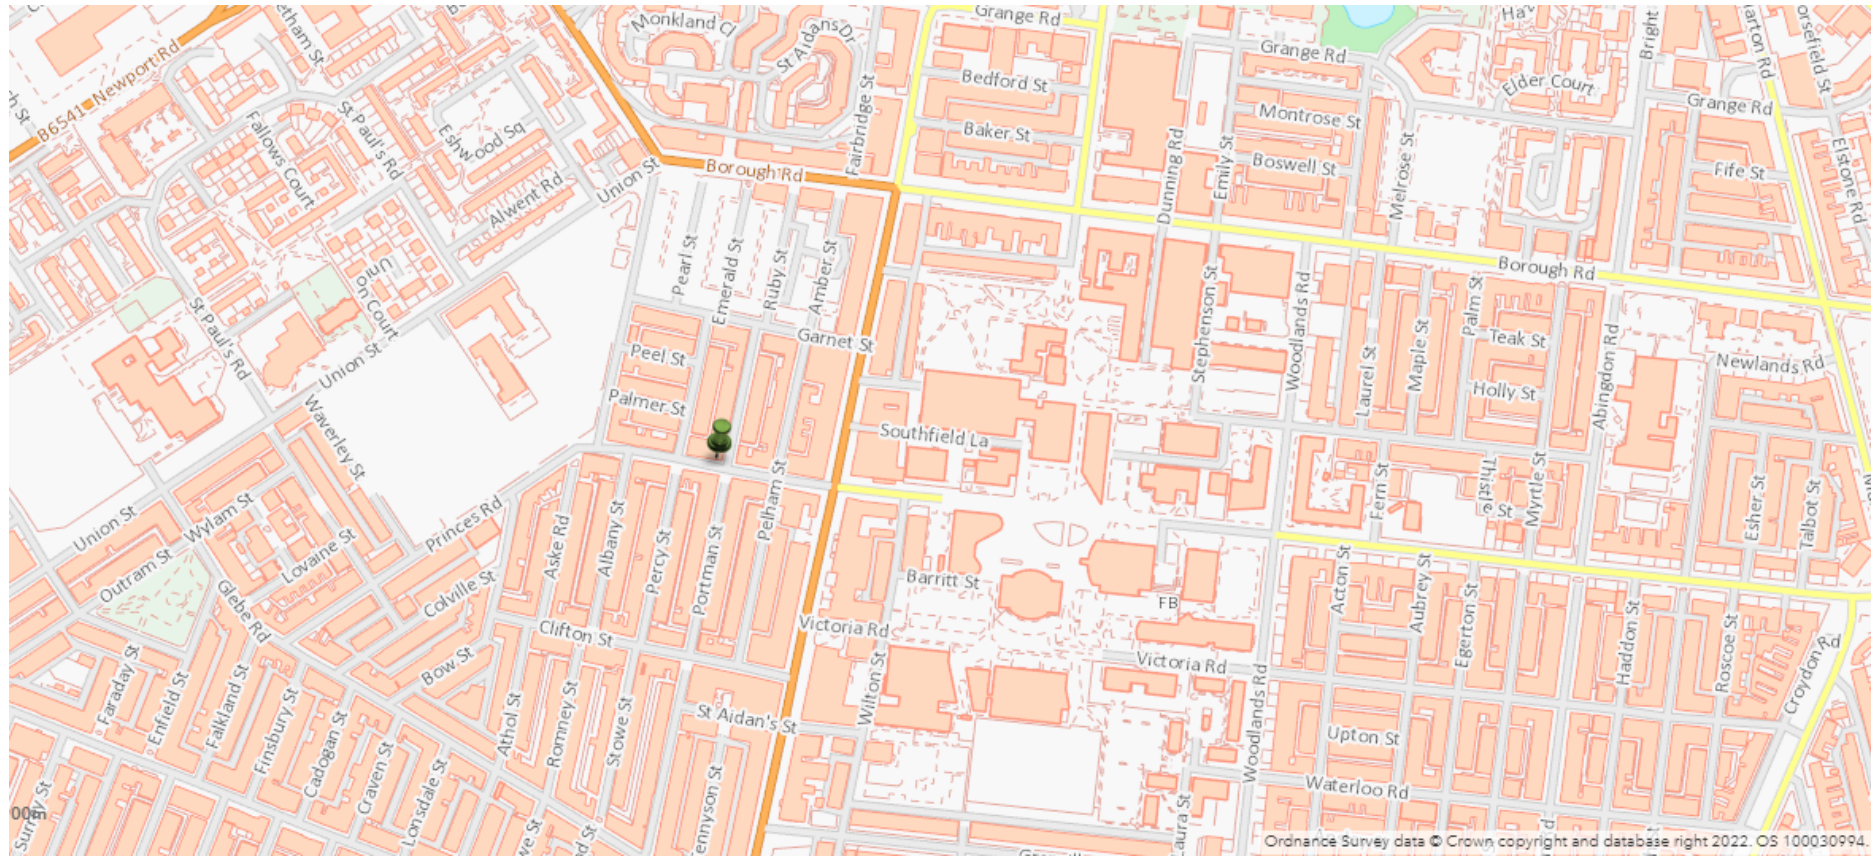 Grange Rd
Monkland Cl
St Aidans Dr
B6541
Newport Rd
Bedford St
Grange Rd
Elder Court
Grange Rd
Montrose St
Baker St
Boswell St
Fife St
Elstone Rd
Fairbridge St
Dunning Rd
Emily St
Melrose St
St Paul's Rd
Eshwood Sq
Fallows Court
Alwent Rd
Union St
Borough Rd
Borough Rd
Pearl St
Emerald St
Ruby St
Amber St
Union Court
St Paul's Rd
Union St
Garnet St
Peel St
Palmer St
Stephenson St
Woodlands Rd
Laurel St
Maple St
Palm St
Teak St
Holly St
Abingdon Rd
Newlands Rd
Southfield La
Waverley St
Union St
Wylam St
Lovaine St
Princes Rd
Outram St
Glebe Rd
Colville St
Aske Rd
Albany St
Percy St
Portman St
Pelham St
Fern St
Thistle St
Myrtle St
Esher St
Talbot St
Barritt St
FB
Acton St
Aubrey St
Egerton St
Haddon St
Roscoe St
Croydon Rd
Victoria Rd
Victoria Rd
Clifton St
Bow St
Faraday St
Enfield St
Falkland St
Finsbury St
Cadogan St
Craven St
Lonsdale St
Athol St
Romney St
Stowe St
St Aidan's St
Wilton St
Woodlands Rd
Upton St
Waterloo Rd
Laura St
Ordnance Survey data © Crown copyright and database right 2022. OS 100030994